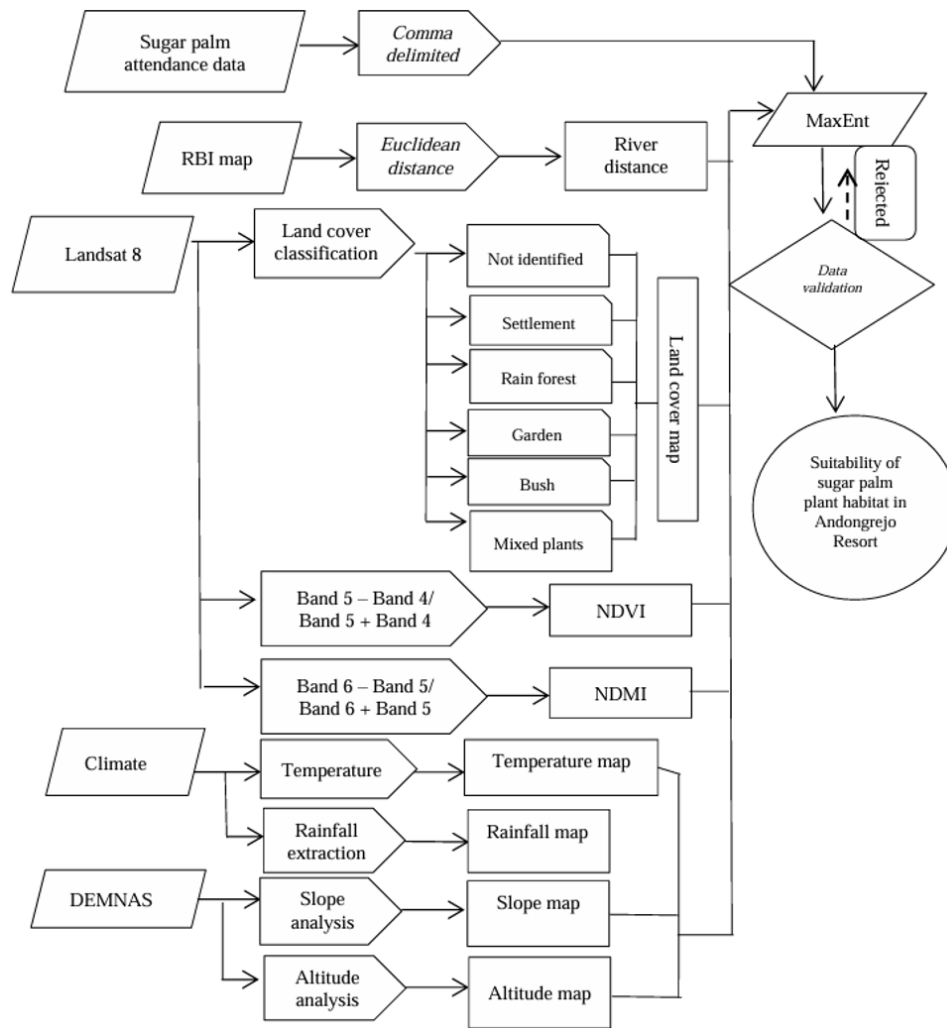 Sugar palm
attendance data
Comma
delimited
MaxEnt
RBI map
Euclidean
distance
River
distance
Rejected
Landsat 8
Land cover
classification
Not identified
Settlement
Rain forest
Garden
Bush
Mixed plants
Land cover map
Data
validation
Suitability of
sugar palm
plant habitat in
Andongrejo
Resort
Band 5 – Band 4/
Band 5 + Band 4
NDVI
Band 6 – Band 5/
Band 6 + Band 5
NDMI
Climate
Temperature
Temperature map
Rainfall
extraction
Rainfall map
DEMNAS
Slope
analysis
Slope map
Altitude
analysis
Altitude map